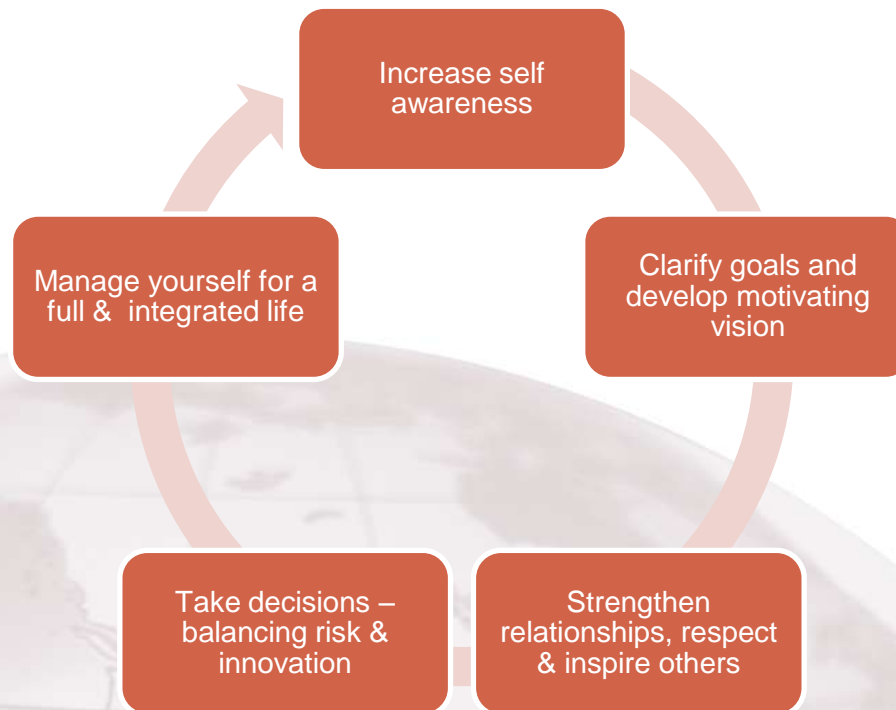 Increase self
awareness
Clarify goals and
develop motivating
vision
Strengthen
relationships, respect
& inspire others
Take decisions –
balancing risk &
innovation
Manage yourself for a
full &  integrated life